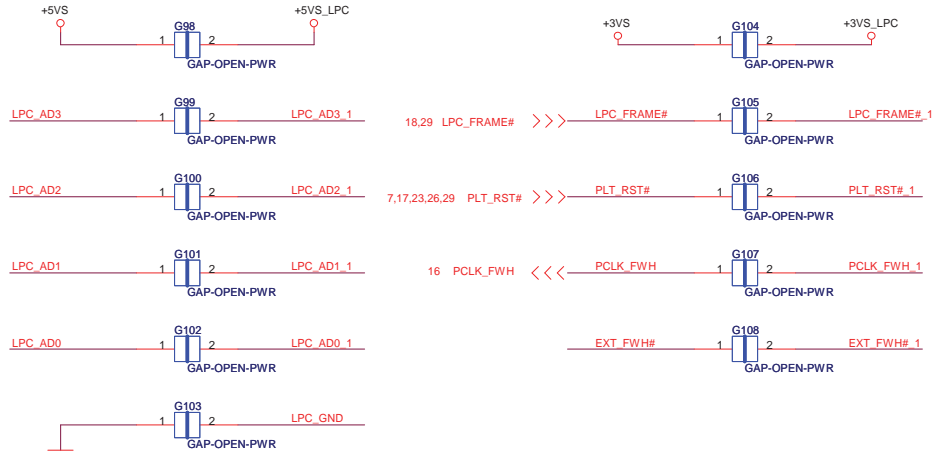 +5VS +5VS_LPC
G98
1 2
GAP-OPEN-PWR
LPC_AD3 G99 LPC_AD3_1
1 2
GAP-OPEN-PWR
LPC_AD2 G100 LPC_AD2_1
1 2
GAP-OPEN-PWR
LPC_AD1 G101 LPC_AD1_1
1 2
GAP-OPEN-PWR
LPC_AD0 G102 LPC_AD0_1
1 2
GAP-OPEN-PWR
G103 LPC_GND
1 2
GAP-OPEN-PWR
+3VS +3VS_LPC
G104
1 2
GAP-OPEN-PWR
18,29 LPC_FRAME# LPC_FRAME# G105 LPC_FRAME#_1
1 2
GAP-OPEN-PWR
7,17,23,26,29 PLT_RST# PLT_RST# G106 PLT_RST#_1
1 2
GAP-OPEN-PWR
16 PCLK_FWH PCLK_FWH G107 PCLK_FWH_1
1 2
GAP-OPEN-PWR
EXT_FWH# G108 EXT_FWH#_1
1 2
GAP-OPEN-PWR